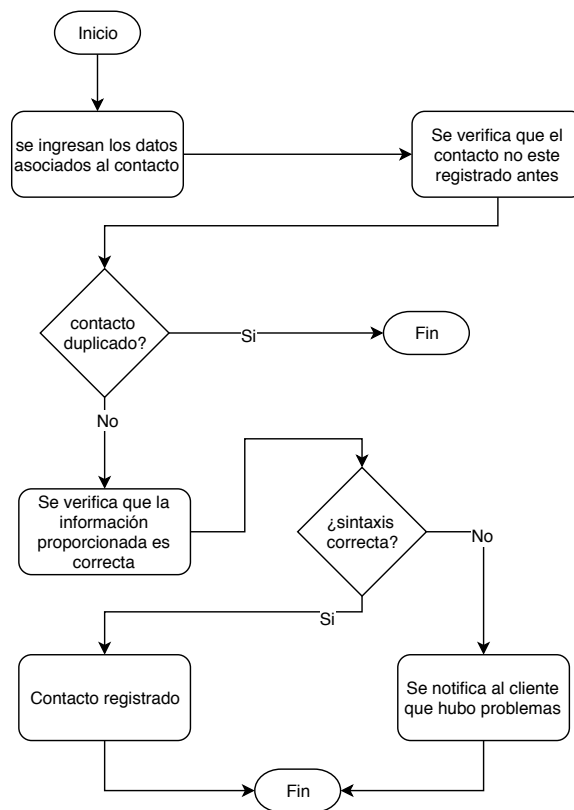 Inicio
se ingresan los datos
asociados al contacto
Se verifica que el
contacto no este
registrado antes
contacto
duplicado?
Si
Fin
No
Se verifica que la
información
proporcionada es
correcta
¿sintaxis
correcta?
No
Si
Contacto registrado
Se notifica al cliente
que hubo problemas
Fin